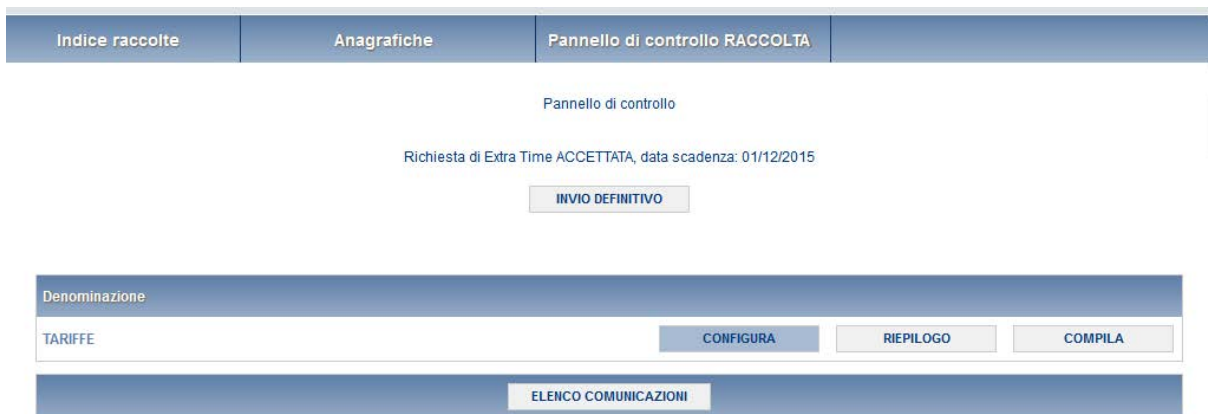 Indice raccolte Anagrafiche Pannello di controllo RACCOLTA
Pannello di controllo
Richiesta di Extra Time ACCETTATA, data scadenza: 01/12/2015
INVIO DEFINITIVO
Denominazione
TARIFFE CONFIGURA RIEPILOGO COMPILA
ELENCO COMUNICAZIONI